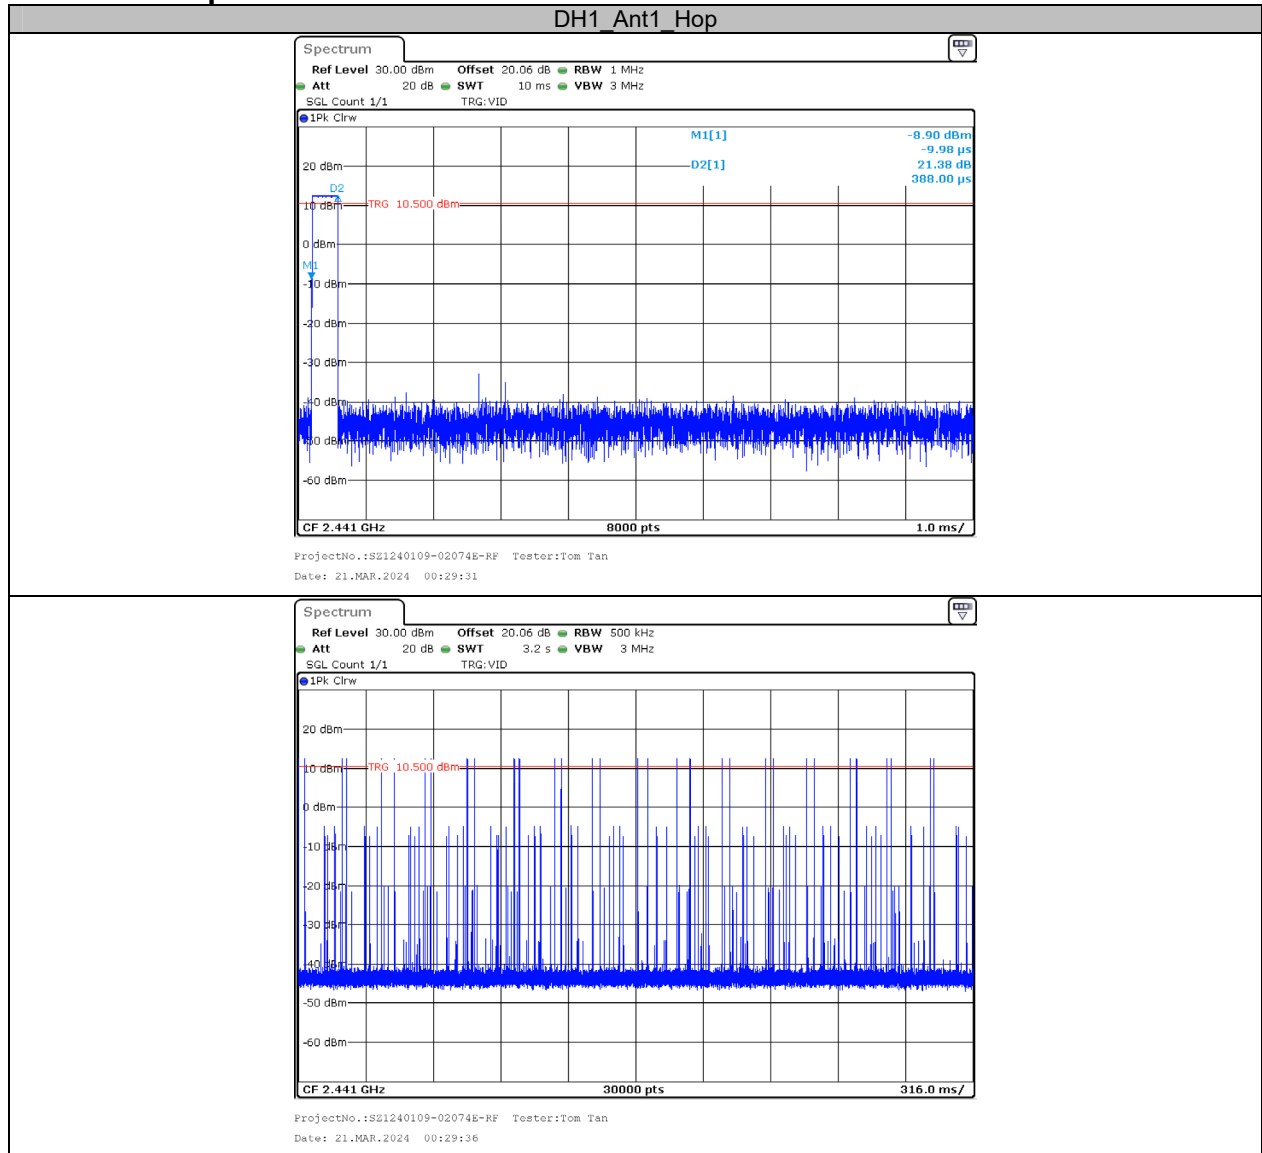 DH1_Ant1_Hop
Spectrum
Ref Level 30.00 dBm Offset 20.06 dB RBW 1 MHz
Att 20 dB SWT 10 ms VBW 3 MHz
SGL Count 1/1 TRG:VID
1Pk Clrw
M1[1] -8.90 dBm
-9.98 µs
D2[1] 21.38 dB
388.00 µs
20 dBm
D2
10 dBm
TRG 10.500 dBm
0 dBm
M1
-10 dBm
-20 dBm
-30 dBm
-40 dBm
-50 dBm
-60 dBm
CF 2.441 GHz 8000 pts 1.0 ms/
ProjectNo.:SZ1240109-02074E-RF Tester:Tom Tan
Date: 21.MAR.2024 00:29:31
Spectrum
Ref Level 30.00 dBm Offset 20.06 dB RBW 500 kHz
Att 20 dB SWT 3.2 s VBW 3 MHz
SGL Count 1/1 TRG:VID
1Pk Clrw
20 dBm
10 dBm
TRG 10.500 dBm
0 dBm
-10 dBm
-20 dBm
-30 dBm
-40 dBm
-50 dBm
-60 dBm
CF 2.441 GHz 30000 pts 316.0 ms/
ProjectNo.:SZ1240109-02074E-RF Tester:Tom Tan
Date: 21.MAR.2024 00:29:36